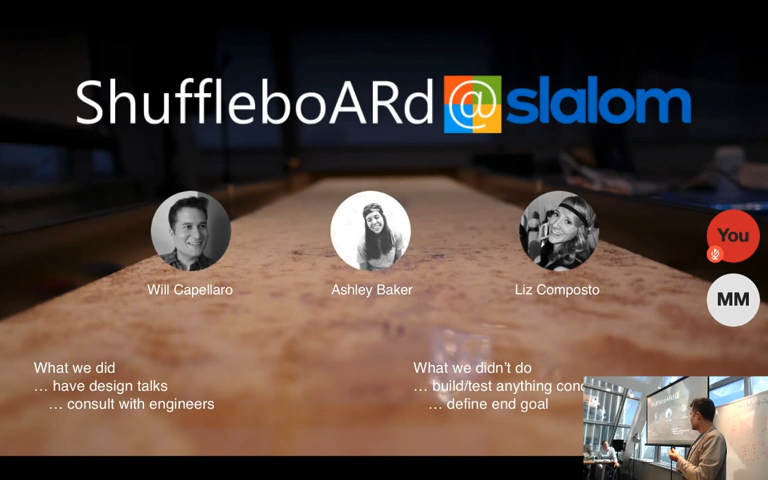 ShuffleboARd@slalom
You
MM
Will Capellaro Ashley Baker Liz Composto
What we did
... have design talks
... consult with engineers
What we didn't do
... build/test anything
... define end goal